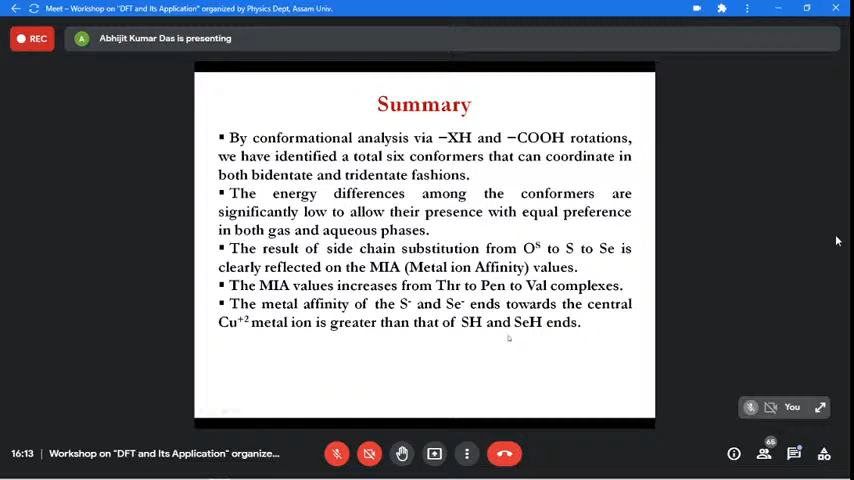 Meet – Workshop on "DFT and Its Application" organized by Physics Dept, Assam Univ.
REC
A
Abhijit Kumar Das is presenting
Summary
▪ By conformational analysis via −XH and −COOH rotations,
we have identified a total six conformers that can coordinate in
both bidentate and tridentate fashions.
▪ The energy differences among the conformers are
significantly low to allow their presence with equal preference
in both gas and aqueous phases.
▪ The result of side chain substitution from Oˢ to S to Se is
clearly reflected on the MIA (Metal ion Affinity) values.
▪ The MIA values increases from Thr to Pen to Val complexes.
▪ The metal affinity of the S⁻ and Se⁻ ends towards the central
Cu⁺² metal ion is greater than that of SH and SeH ends.
You
16:13 Workshop on "DFT and Its Application" organize...
65